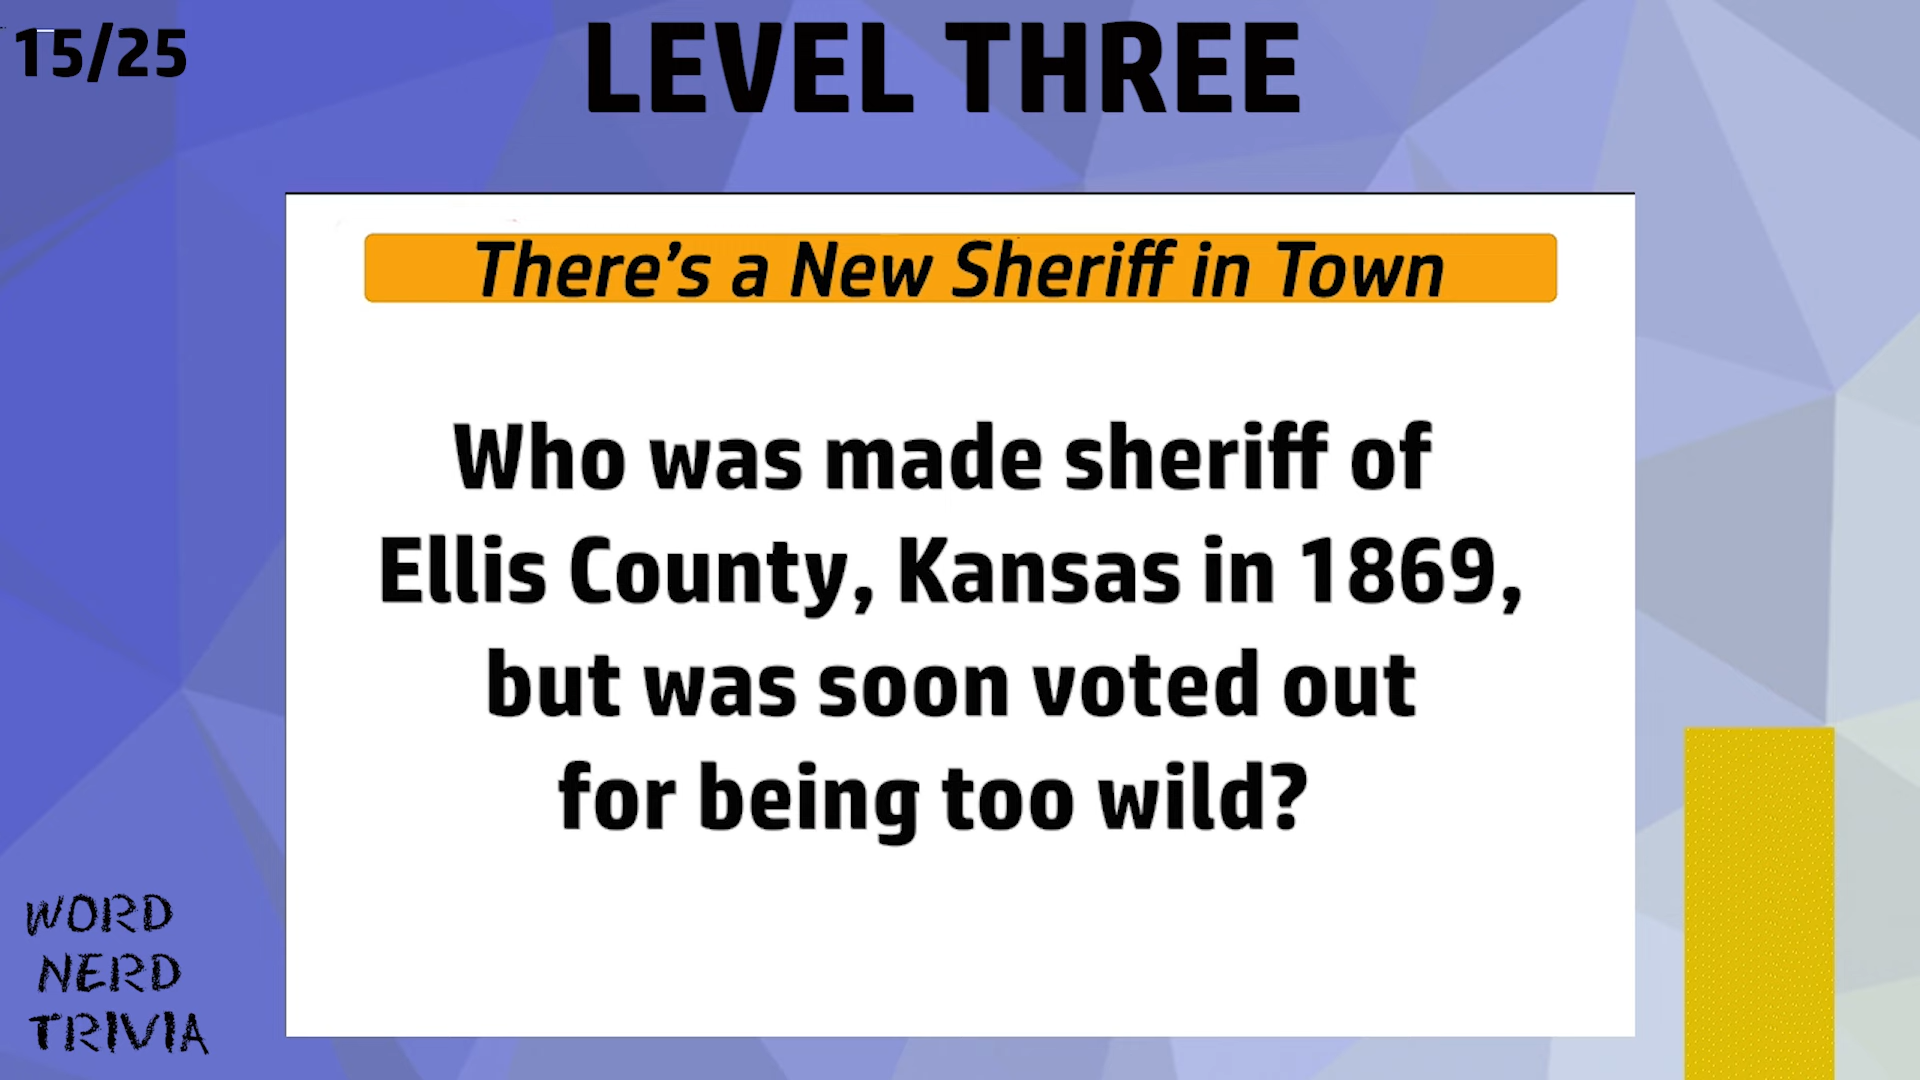 15/25
LEVEL THREE
There's a New Sheriff in Town
Who was made sheriff of
Ellis County, Kansas in 1869,
but was soon voted out
for being too wild?
WORD
NERD
TRIVIA